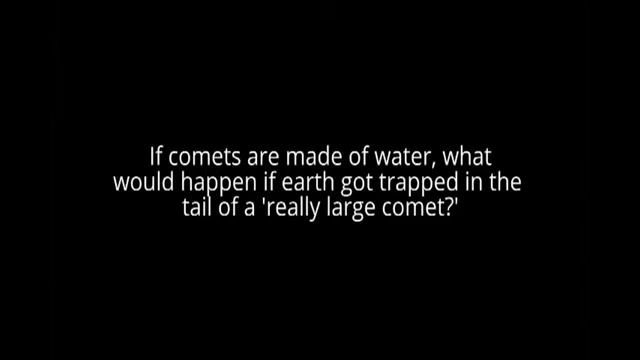 If comets are made of water, what
would happen if earth got trapped in the
tail of a 'really large comet?'